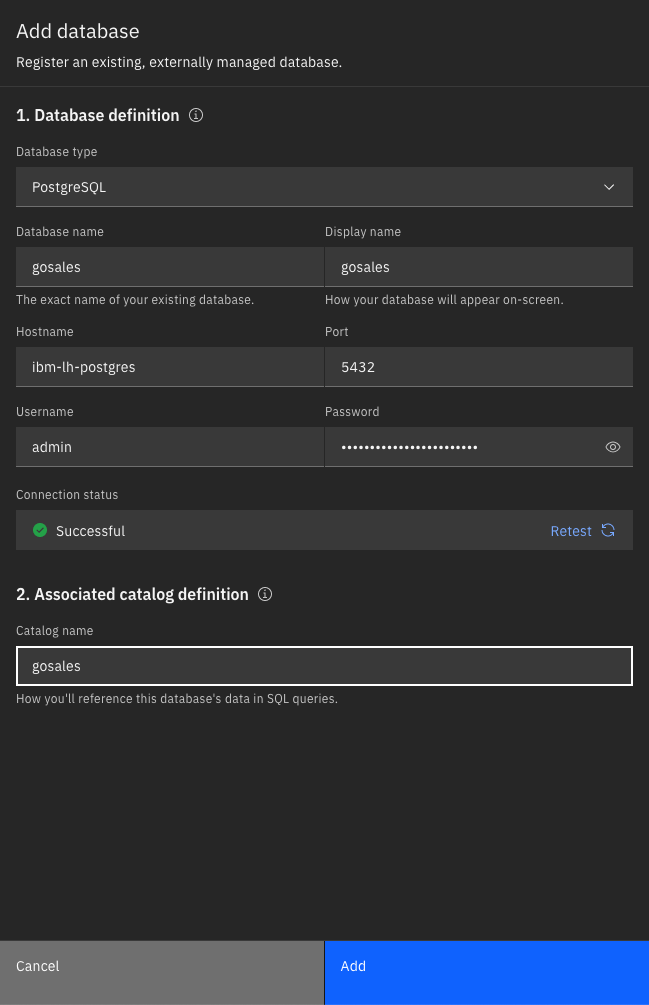 Add database
Register an existing, externally managed database.
1. Database definition
Database type
PostgreSQL
Database name
Display name
gosales
gosales
The exact name of your existing database.
How your database will appear on-screen.
Hostname
Port
ibm-lh-postgres
5432
Username
Password
admin
••••••••••••••••••••••••
Connection status
Successful
Retest
2. Associated catalog definition
Catalog name
gosales
How you'll reference this database's data in SQL queries.
Cancel
Add